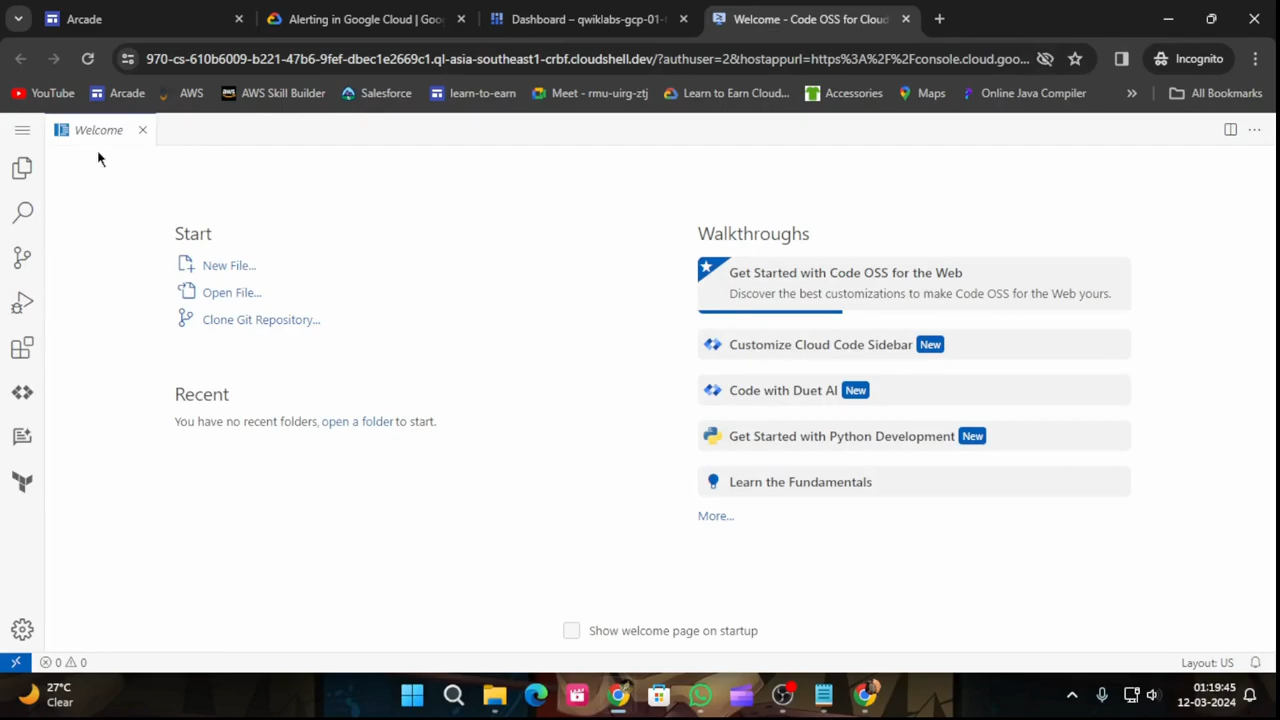 Arcade
Alerting in Google Cloud | Goo
Dashboard – qwiklabs-gcp-01-
Welcome - Code OSS for Cloud
970-cs-610b6009-b221-47b6-9fef-dbec1e2669c1.ql-asia-southeast1-crbf.cloudshell.dev/?authuser=2&hostappurl=https%3A%2F%2Fconsole.cloud.goo...
Incognito
YouTube
Arcade
AWS
AWS Skill Builder
Salesforce
learn-to-earn
Meet - rmu-uirg-ztj
Learn to Earn Cloud...
Accessories
Maps
Online Java Compiler
»
All Bookmarks
Welcome
Start
New File...
Open File...
Clone Git Repository...
Recent
You have no recent folders, open a folder to start.
Walkthroughs
Get Started with Code OSS for the Web
Discover the best customizations to make Code OSS for the Web yours.
Customize Cloud Code Sidebar New
Code with Duet AI New
Get Started with Python Development New
Learn the Fundamentals
More...
Show welcome page on startup
0 0
Layout: US
27°C
Clear
01:19:45
12-03-2024